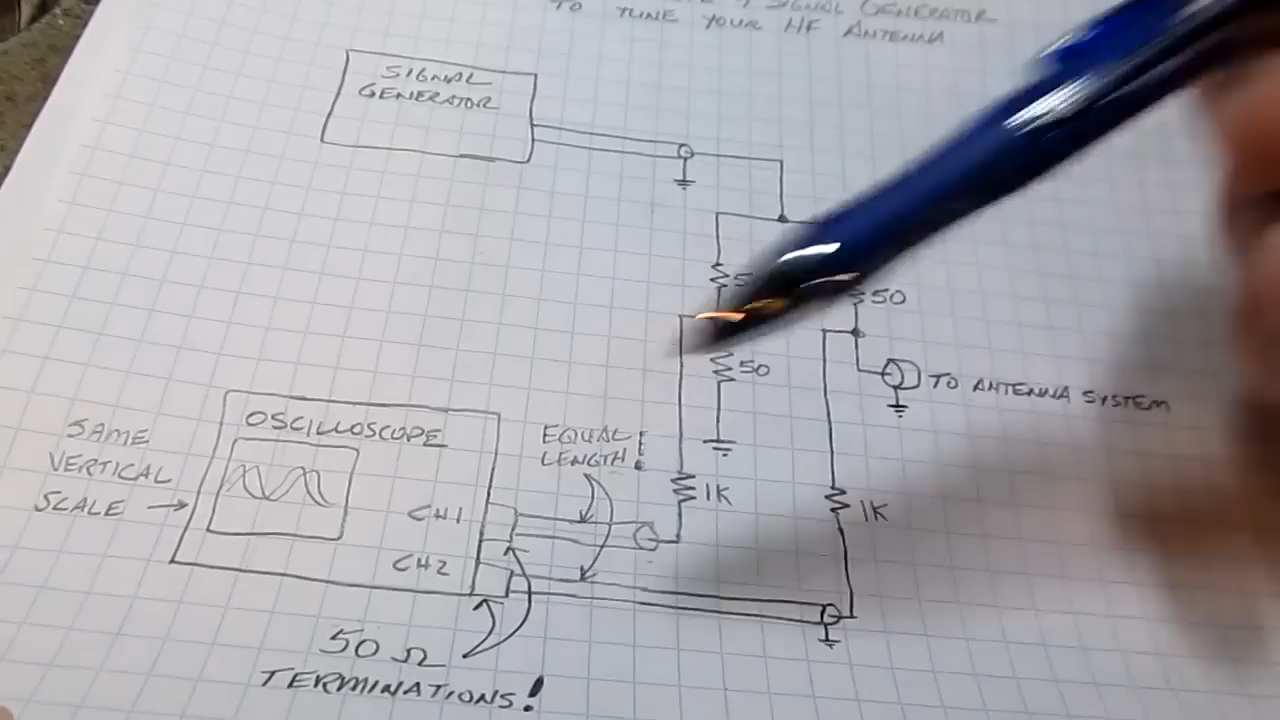 SIGNAL GENERATOR
TO TUNE YOUR HF ANTENNA
SIGNAL
GENERATOR
50
50
TO ANTENNA SYSTEM
OSCILLOSCOPE
SAME
VERTICAL
SCALE
EQUAL
LENGTH!
1K
1K
CH1
CH2
50 Ω
TERMINATIONS!